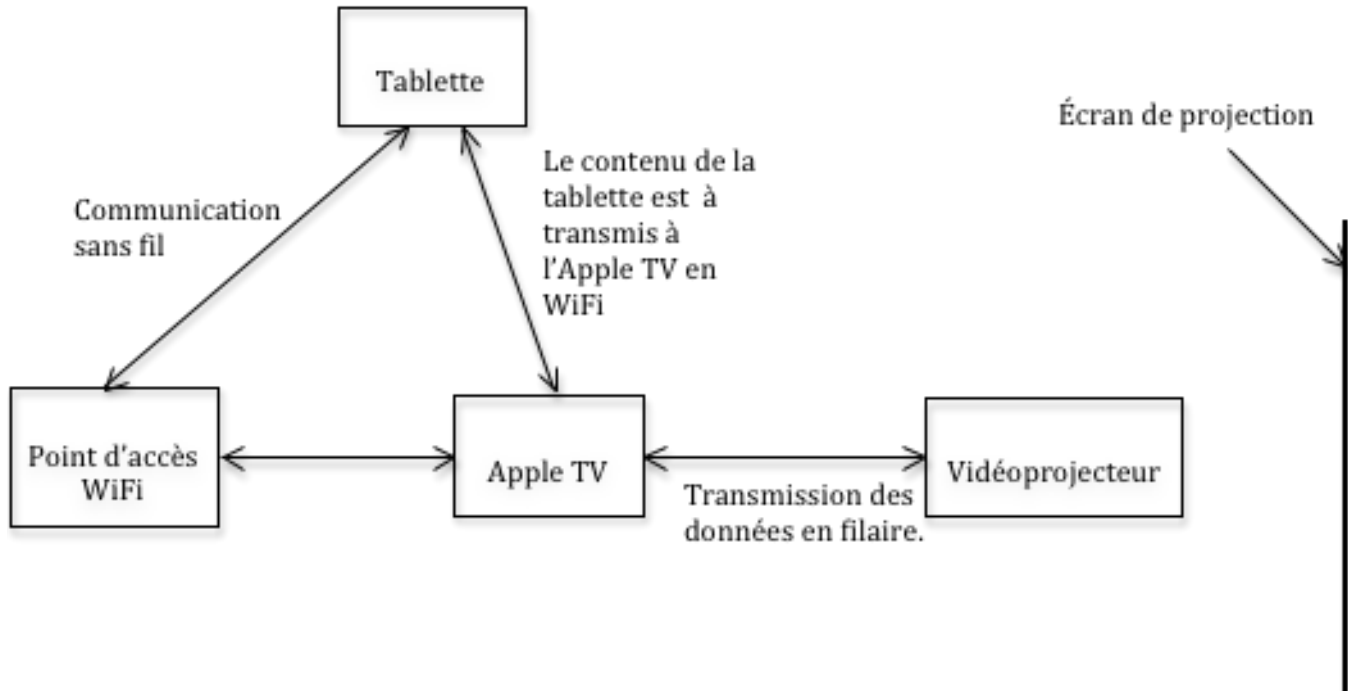 Tablette
Écran de projection
Le contenu de la
tablette est  à
transmis à
l'Apple TV en
WiFi
Communication
sans fil
Point d'accès
WiFi
Apple TV
Vidéoprojecteur
Transmission des
données en filaire.